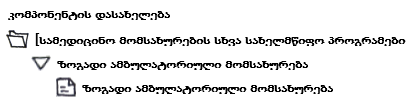 კომპონენტის დასახელება
[სამედიცინო მომსახურების სხვა სახელმწიფო პროგრამები
ზოგადი ამბულატორიული მომსახურება
ზოგადი ამბულატორიული მომსახურება